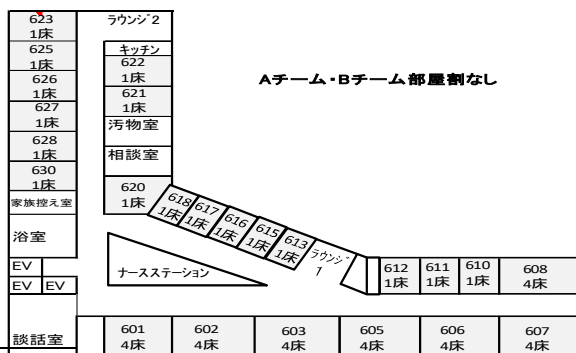 623
1床
625
1床
626
1床
627
1床
628
1床
630
1床
家族控え室
浴室
EV
EV EV
談話室
ラウンジ2
キッチン
622
1床
621
1床
汚物室
相談室
620
1床
Aチーム・Bチーム部屋割なし
618
1床
617
1床
616
1床
615
1床
613
1床
ラウンジ
1
ナースステーション
612
1床
611
1床
610
1床
608
4床
601
4床
602
4床
603
4床
605
4床
606
4床
607
4床